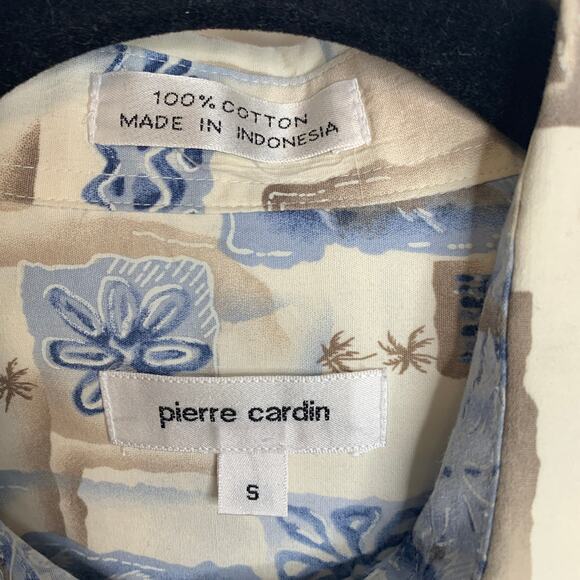 100% COTTON
MADE IN INDONESIA
pierre cardin
S